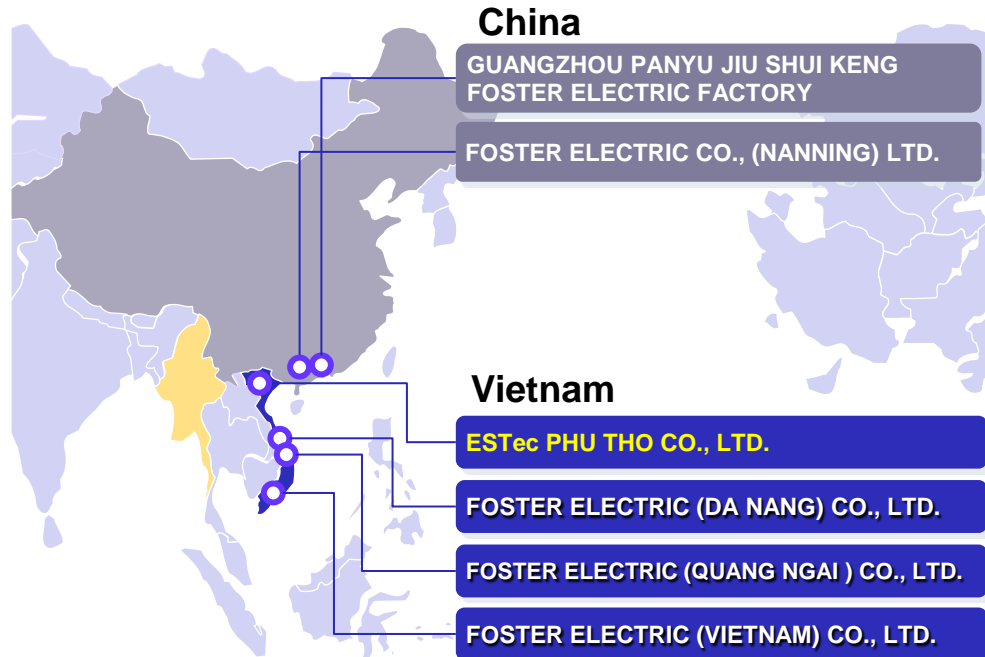 China
GUANGZHOU PANYU JIU SHUI KENG
FOSTER ELECTRIC FACTORY
FOSTER ELECTRIC CO., (NANNING) LTD.
Vietnam
ESTec PHU THO CO., LTD.
FOSTER ELECTRIC (DA NANG) CO., LTD.
FOSTER ELECTRIC (QUANG NGAI ) CO., LTD.
FOSTER ELECTRIC (VIETNAM) CO., LTD.